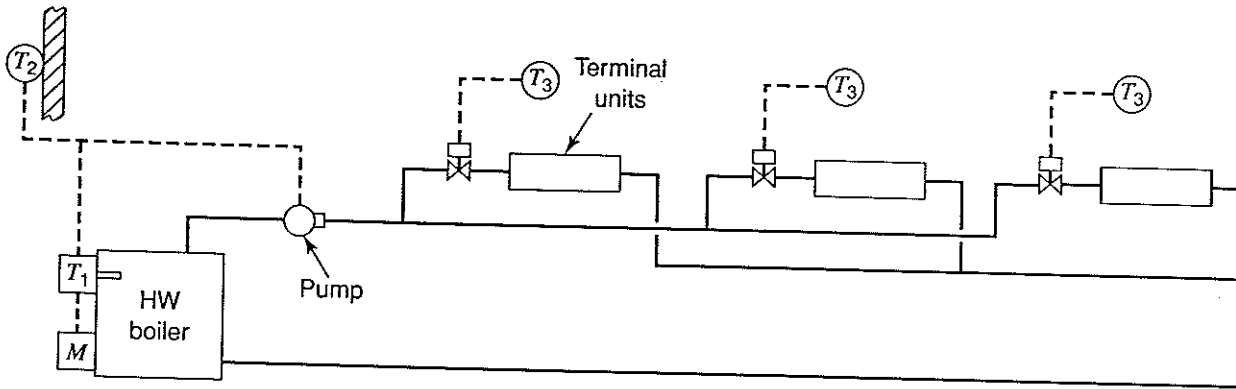 T2
T3
Terminal
units
T3
T3
Pump
T1
HW
boiler
M